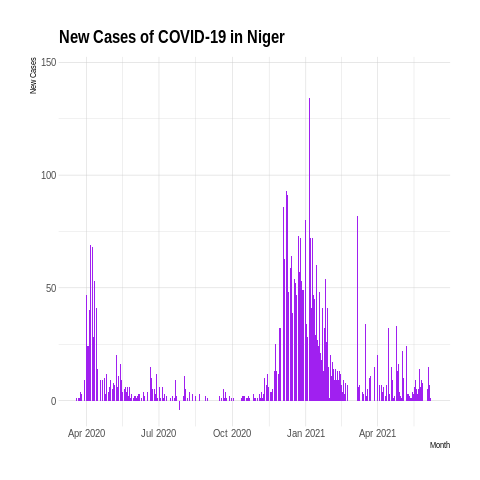 New Cases of COVID-19 in Niger
New Cases
150
100
50
0
Apr 2020 Jul 2020 Oct 2020 Jan 2021 Apr 2021
Month